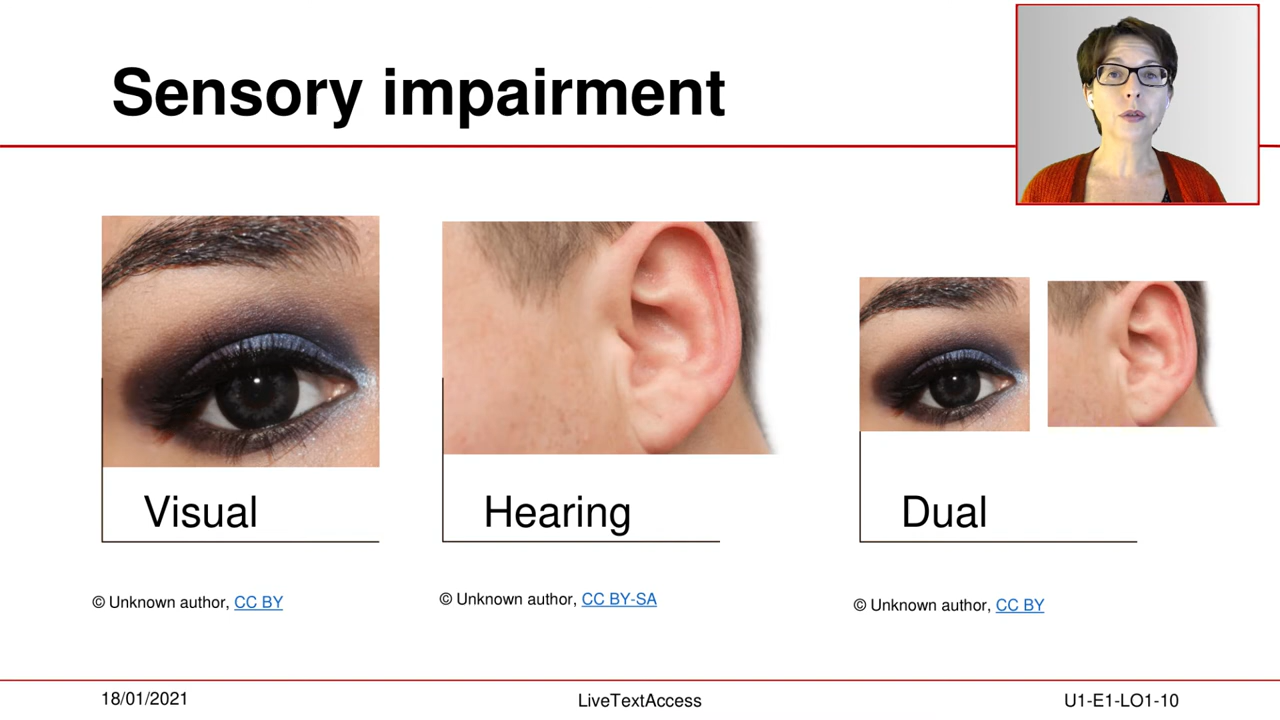 Sensory impairment
Visual
Hearing
Dual
© Unknown author, CC BY
© Unknown author, CC BY-SA
© Unknown author, CC BY
18/01/2021
LiveTextAccess
U1-E1-LO1-10